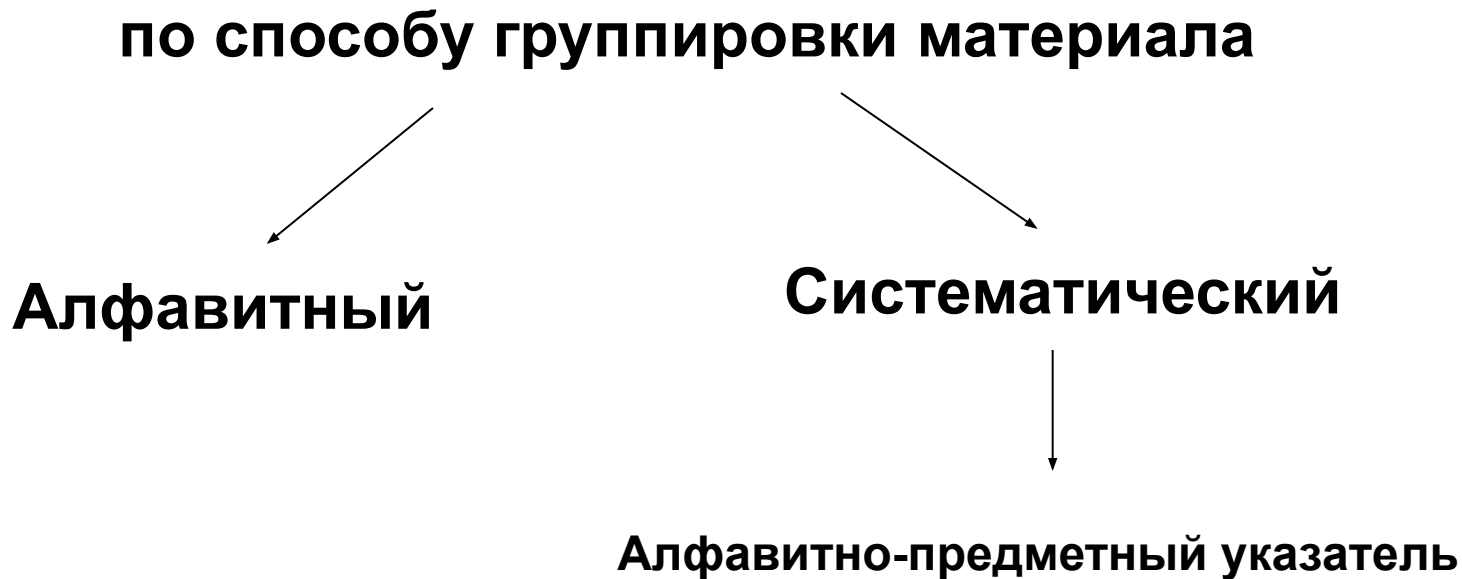 по способу группировки материала
Алфавитный
Систематический
Алфавитно-предметный указатель